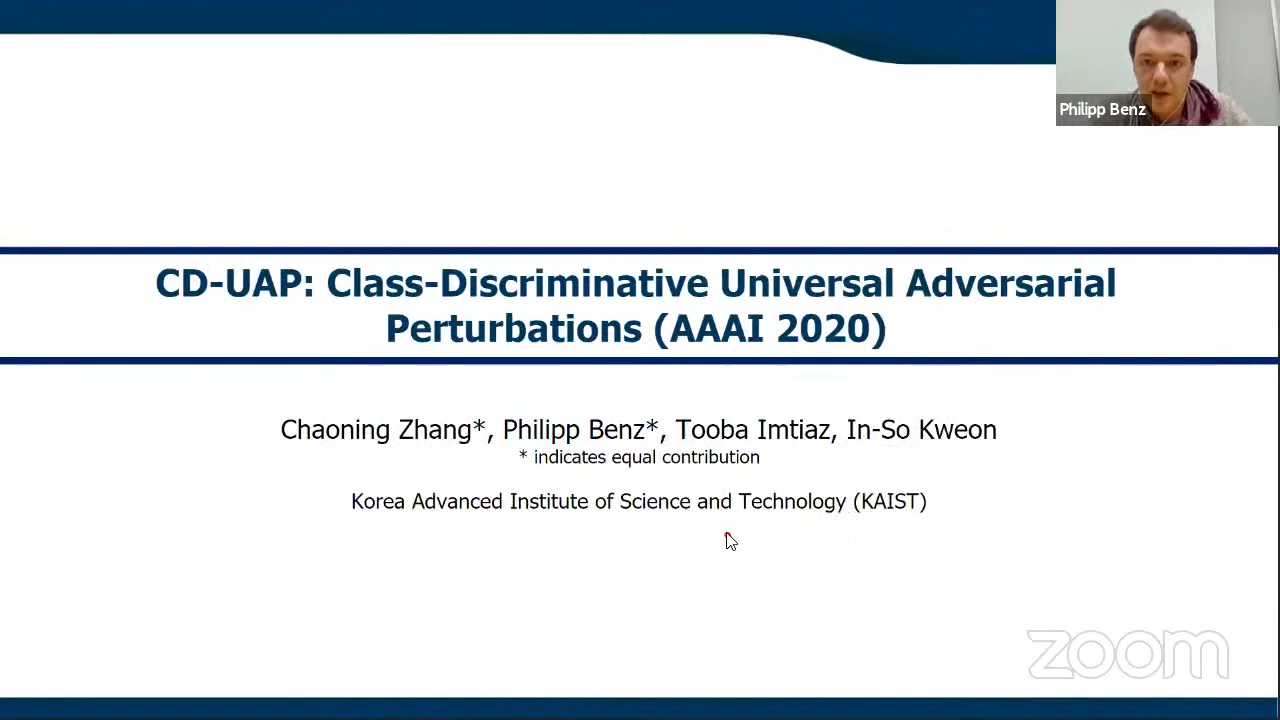 Philipp Benz
CD-UAP: Class-Discriminative Universal Adversarial
Perturbations (AAAI 2020)
Chaoning Zhang*, Philipp Benz*, Tooba Imtiaz, In-So Kweon
* indicates equal contribution
Korea Advanced Institute of Science and Technology (KAIST)
zoom